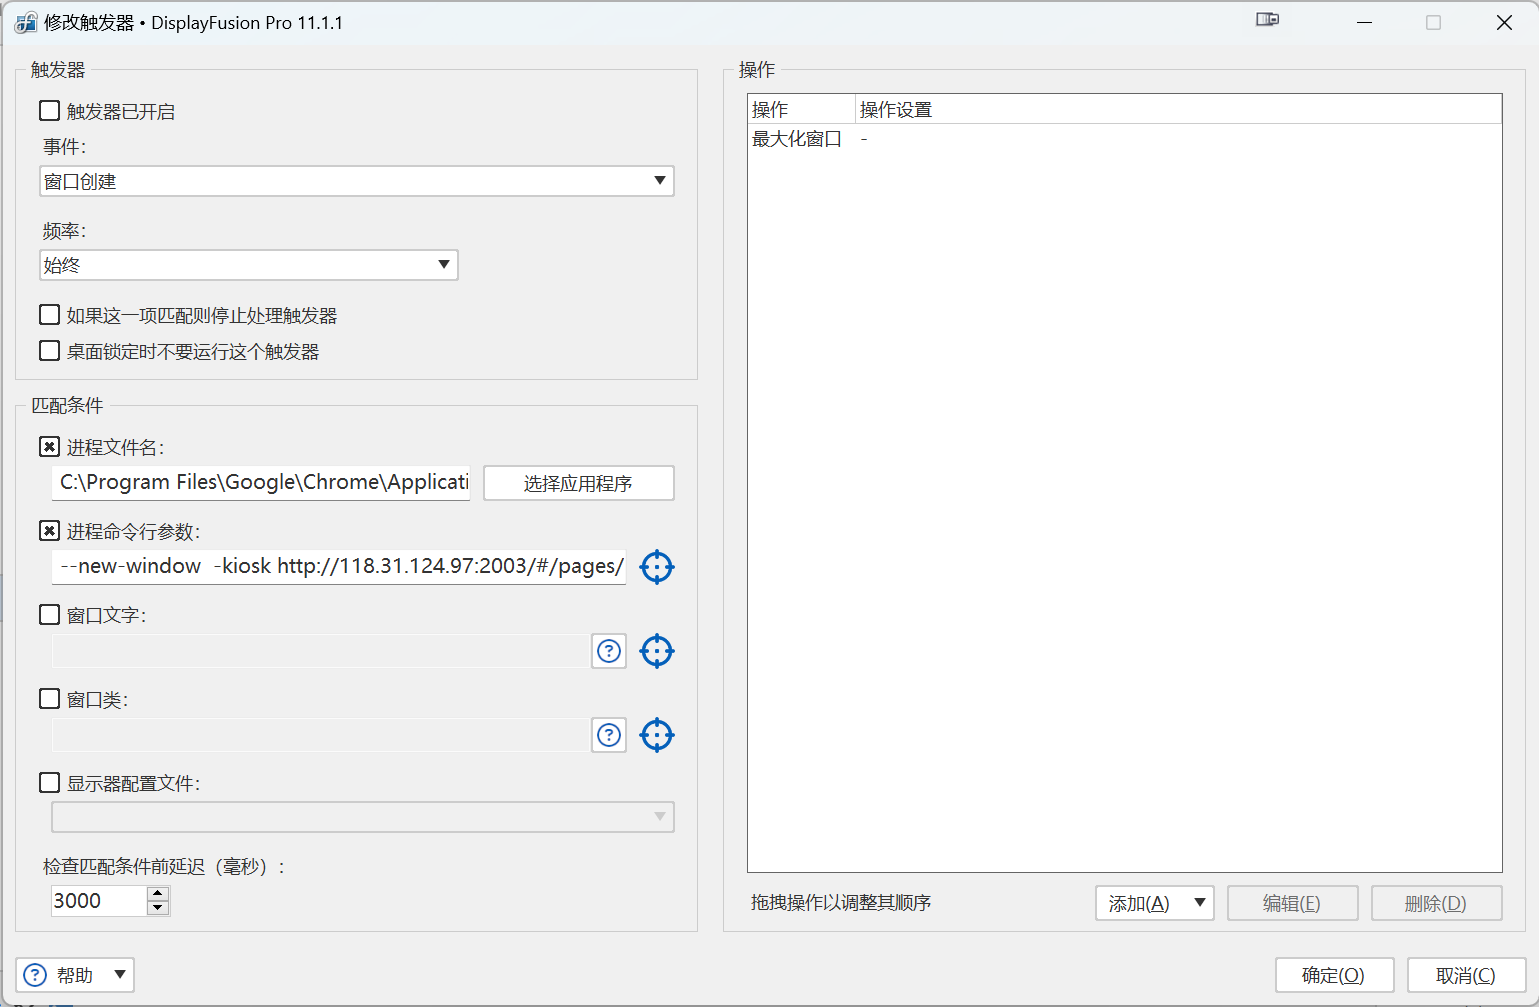 修改触发器 • DisplayFusion Pro 11.1.1
触发器
触发器已开启
事件：
窗口创建
频率：
始终
如果这一项匹配则停止处理触发器
桌面锁定时不要运行这个触发器
匹配条件
进程文件名：
C:\Program Files\Google\Chrome\Applicati
选择应用程序
进程命令行参数：
--new-window  -kiosk http://118.31.124.97:2003/#/pages/
窗口文字：
窗口类：
显示器配置文件：
检查匹配条件前延迟（毫秒）：
3000
操作
操作 操作设置
最大化窗口 -
拖拽操作以调整其顺序
添加(A)
编辑(E)
删除(D)
帮助
确定(O)
取消(C)